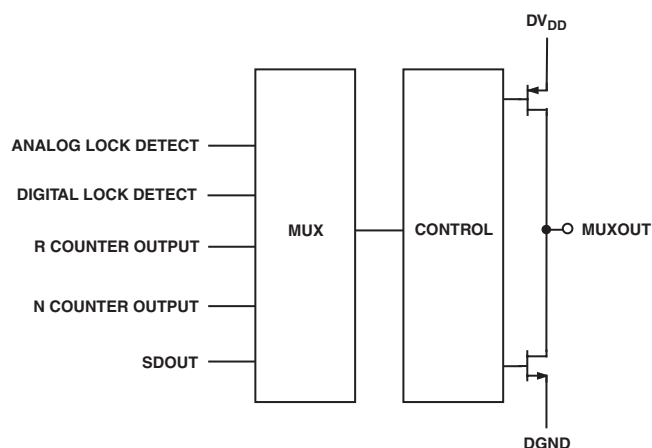 DVDD
ANALOG LOCK DETECT
DIGITAL LOCK DETECT
R COUNTER OUTPUT
MUX
CONTROL
MUXOUT
N COUNTER OUTPUT
SDOUT
DGND